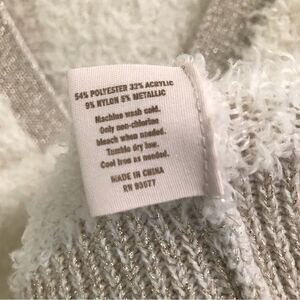 54% POLYESTER 32% ACRYLIC
9% NYLON 5% METALLIC
Machine wash cold.
Only non-chlorine
bleach when needed.
Tumble dry low.
Cool iron as needed.
MADE IN CHINA
RN 93677